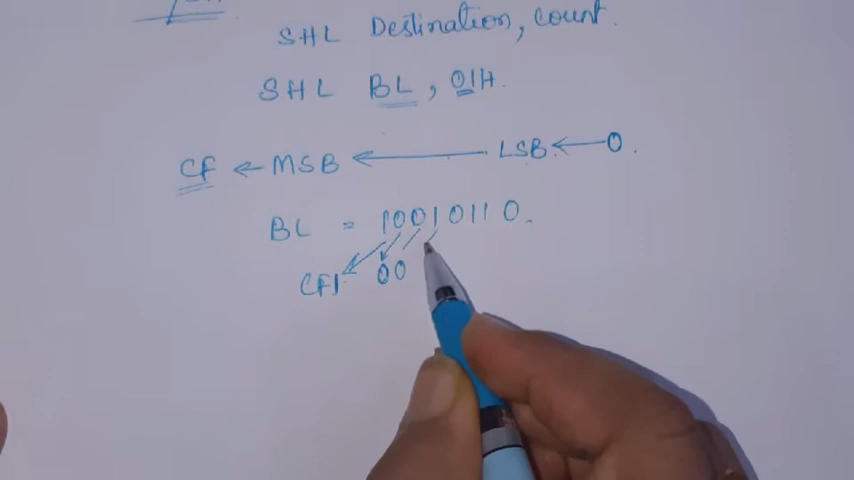 SHL Destination, count.
SHL BL, 01H.
CF ← MSB ← LSB ← 0.
BL = 10010110.
CF1 00